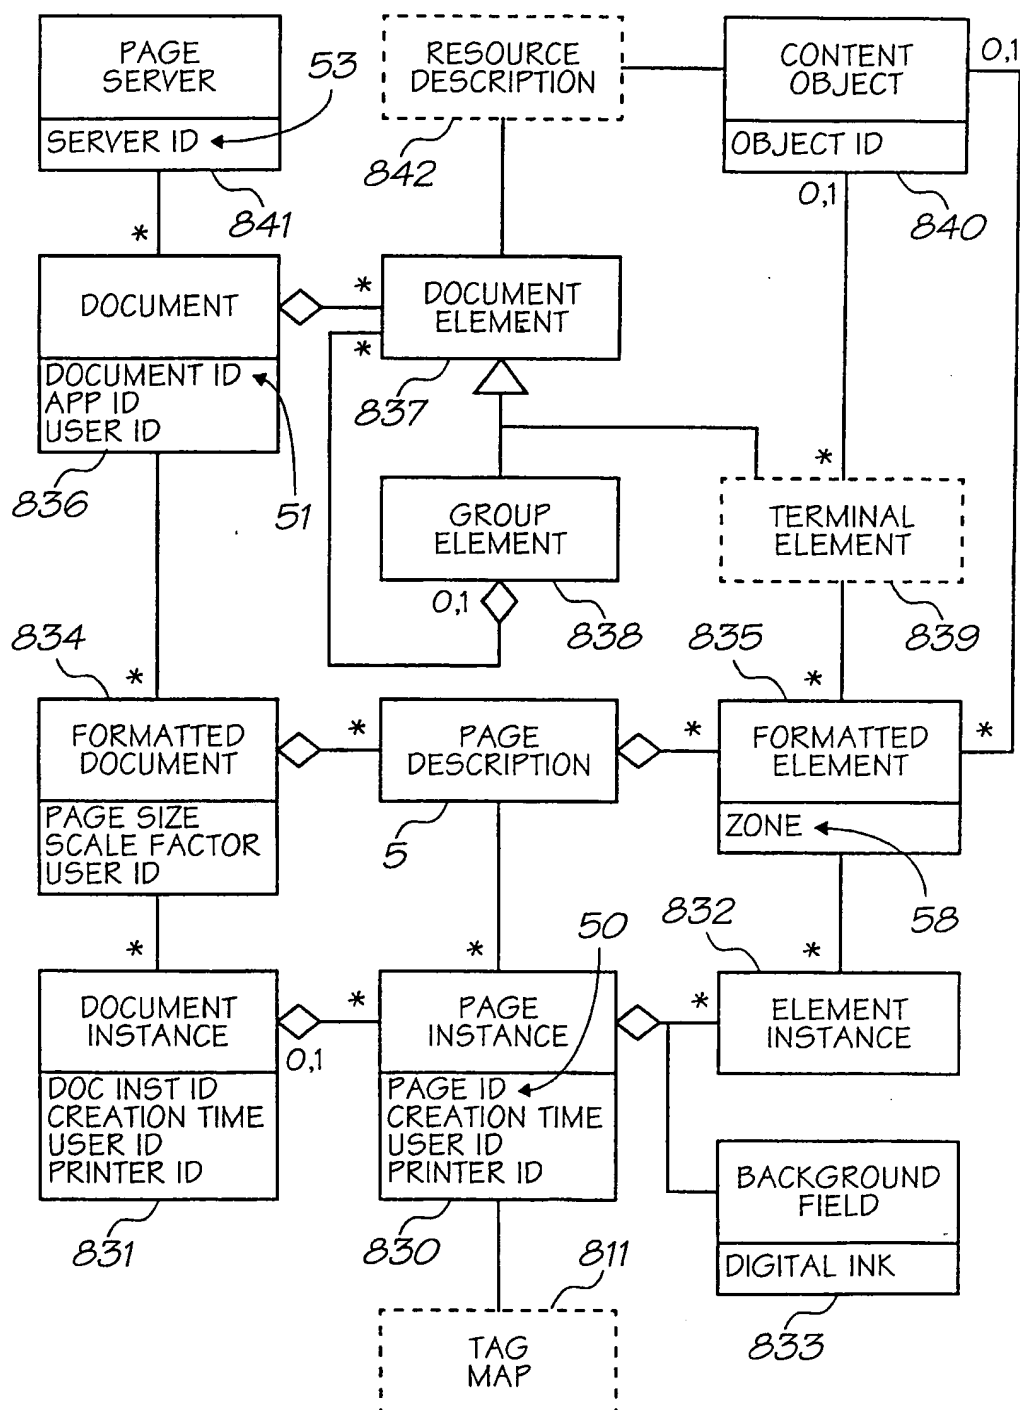 PAGE
SERVER
SERVER ID
53
841
*
RESOURCE
DESCRIPTION
842
CONTENT
OBJECT
OBJECT ID
0,1
0,1
840
DOCUMENT
DOCUMENT ID
APP ID
USER ID
836
51
*
DOCUMENT
ELEMENT
*
837
GROUP
ELEMENT
0,1
838
*
TERMINAL
ELEMENT
839
834
*
FORMATTED
DOCUMENT
PAGE SIZE
SCALE FACTOR
USER ID
*
PAGE
DESCRIPTION
5
835
*
*
FORMATTED
ELEMENT
*
ZONE
58
*
DOCUMENT
INSTANCE
0,1
DOC INST ID
CREATION TIME
USER ID
PRINTER ID
831
*
*
50
PAGE
INSTANCE
PAGE ID
CREATION TIME
USER ID
PRINTER ID
830
832
*
*
ELEMENT
INSTANCE
BACKGROUND
FIELD
DIGITAL INK
833
811
TAG
MAP